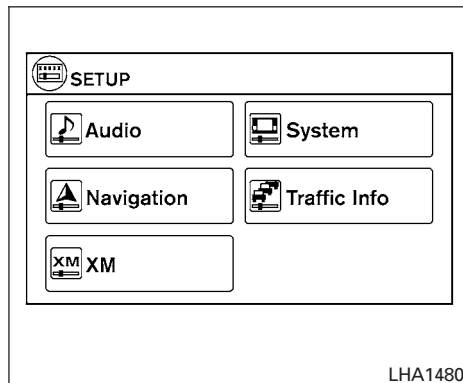 SETUP
Audio
System
Navigation
Traffic Info
XM XM
LHA1480